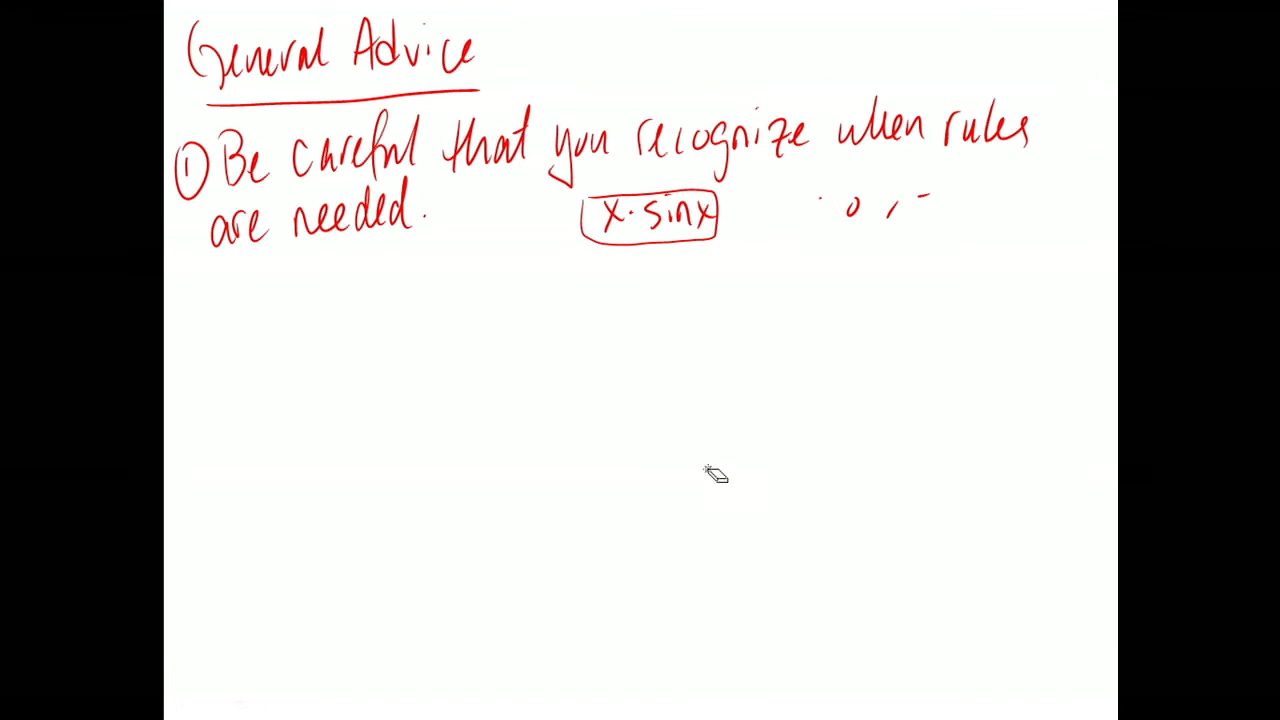 General Advice
① Be careful that you recognize when rules
are needed. x · sinx